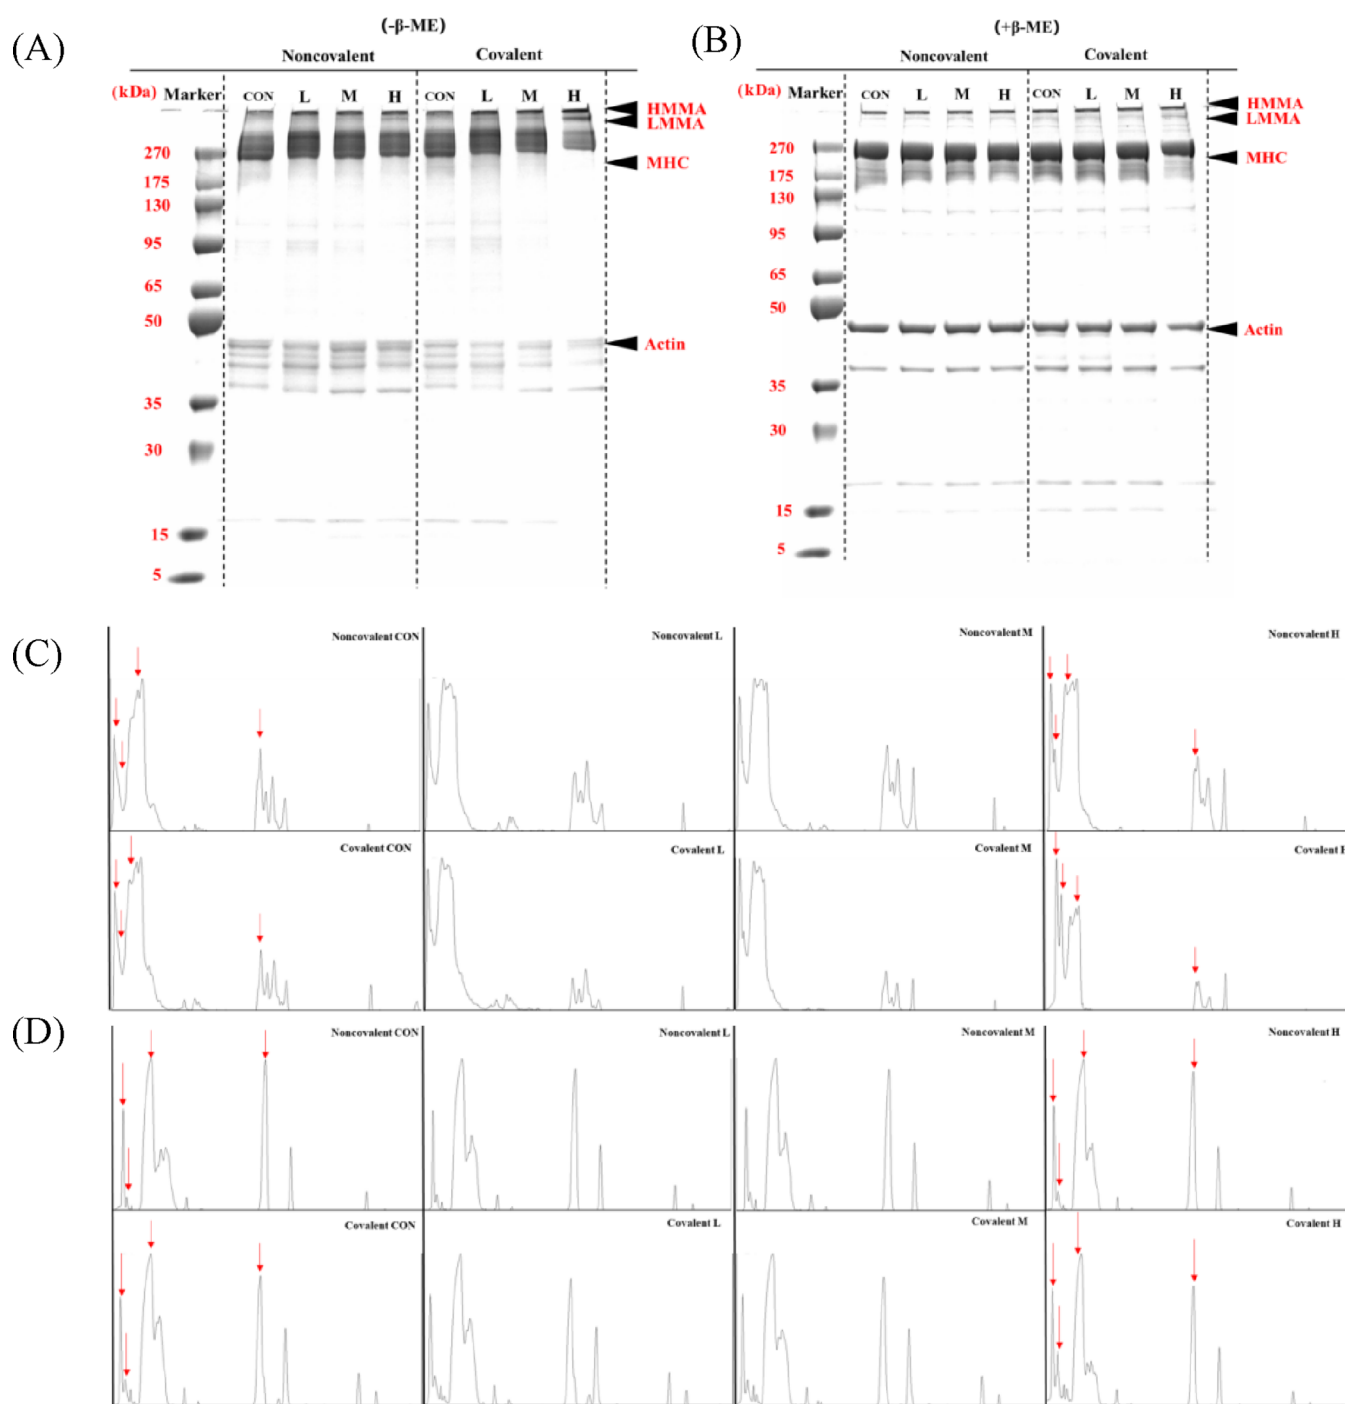 (A)
(-β-ME)
Noncovalent Covalent
(kDa) Marker CON L M H CON L M H
HMMA
LMMA
270
MHC
175
130
95
65
50
Actin
35
30
15
5
(B)
(+β-ME)
Noncovalent Covalent
(kDa) Marker CON L M H CON L M H
HMMA
LMMA
270
MHC
175
130
95
65
50
Actin
35
30
15
5
(C)
Noncovalent CON Noncovalent L Noncovalent M Noncovalent H
Covalent CON Covalent L Covalent M Covalent H
(D)
Noncovalent CON Noncovalent L Noncovalent M Noncovalent H
Covalent CON Covalent L Covalent M Covalent H